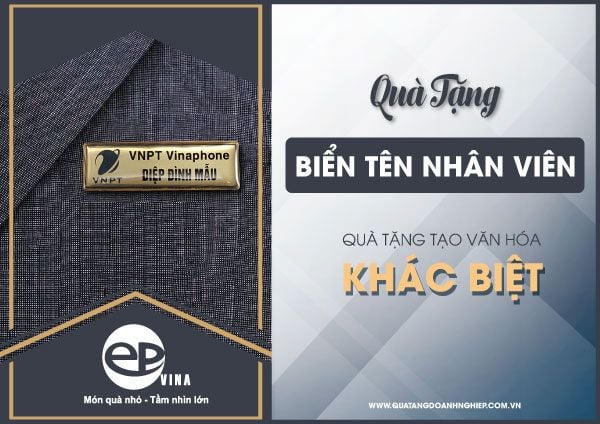 VNPT Vinaphone
ĐIỆP ĐÌNH MẪU
VNPT
ep
VINA
Món quà nhỏ - Tầm nhìn lớn
Quà Tặng
BIỂN TÊN NHÂN VIÊN
QUÀ TẶNG TẠO VĂN HÓA
KHÁC BIỆT
WWW.QUATANGDOANHNGHIEP.COM.VN